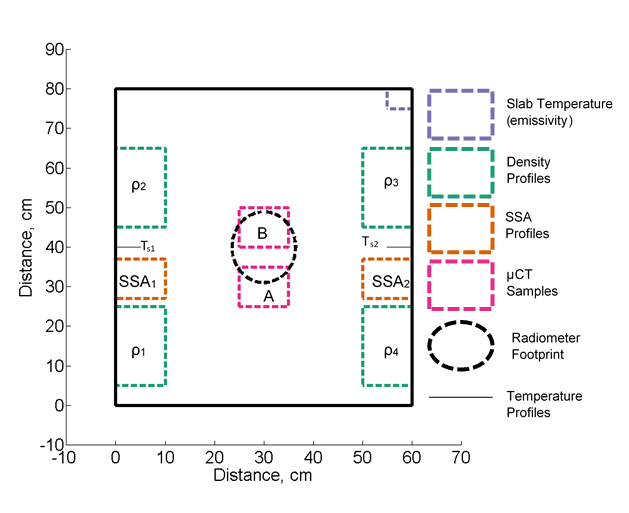 90
80
70
60
50
40
30
20
10
0
-10
Distance, cm
-10 0 10 20 30 40 50 60 70
Distance, cm
ρ2
ρ3
Ts1
Ts2
B
A
SSA1
SSA2
ρ1
ρ4
Slab Temperature
(emissivity)
Density
Profiles
SSA
Profiles
µCT
Samples
Radiometer
Footprint
Temperature
Profiles